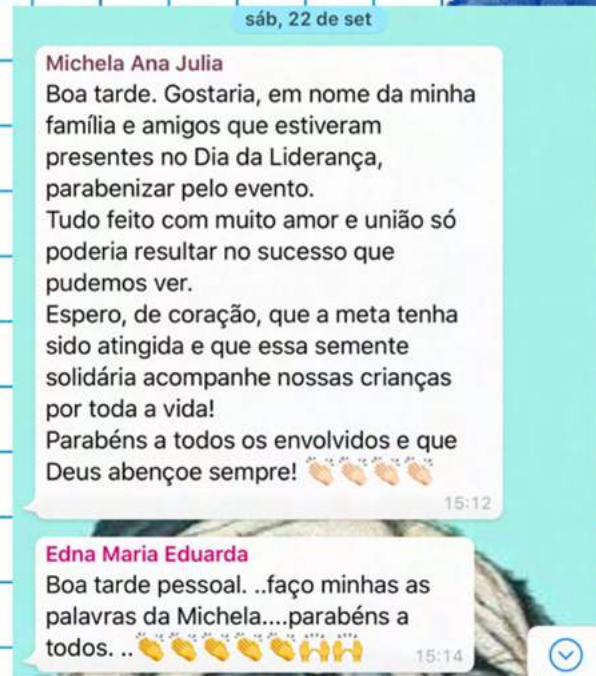 sáb, 22 de set
Michela Ana Julia
Boa tarde. Gostaria, em nome da minha
família e amigos que estiveram
presentes no Dia da Liderança,
parabenizar pelo evento.
Tudo feito com muito amor e união só
poderia resultar no sucesso que
pudemos ver.
Espero, de coração, que a meta tenha
sido atingida e que essa semente
solidária acompanhe nossas crianças
por toda a vida!
Parabéns a todos os envolvidos e que
Deus abençoe sempre! 👏🏻👏🏻👏🏻👏🏻
15:12
Edna Maria Eduarda
Boa tarde pessoal. ..faço minhas as
palavras da Michela....parabéns a
todos. ..👏👏👏👏👏🙌🙌
15:14